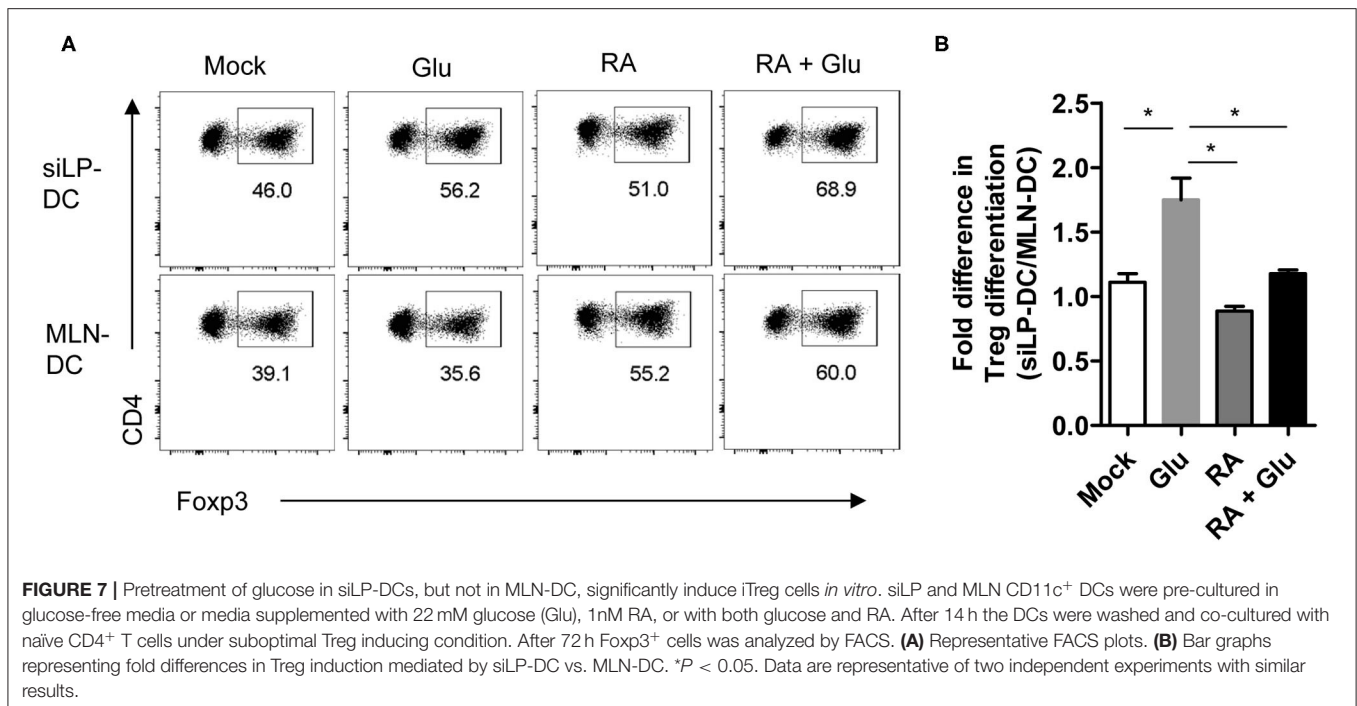 A
Mock
Glu
RA
RA + Glu
siLP-
DC
46.0
56.2
51.0
68.9
MLN-
DC
39.1
35.6
55.2
60.0
CD4
Foxp3
B
Fold difference in
Treg differentiation
(siLP-DC/MLN-DC)
2.5
2.0
1.5
1.0
0.5
0.0
*
*
*
Mock
Glu
RA
RA + Glu
FIGURE 7 | Pretreatment of glucose in siLP-DCs, but not in MLN-DC, significantly induce iTreg cells in vitro. siLP and MLN CD11c+ DCs were pre-cultured in
glucose-free media or media supplemented with 22 mM glucose (Glu), 1nM RA, or with both glucose and RA. After 14 h the DCs were washed and co-cultured with
naïve CD4+ T cells under suboptimal Treg inducing condition. After 72 h Foxp3+ cells was analyzed by FACS. (A) Representative FACS plots. (B) Bar graphs
representing fold differences in Treg induction mediated by siLP-DC vs. MLN-DC. *P < 0.05. Data are representative of two independent experiments with similar
results.